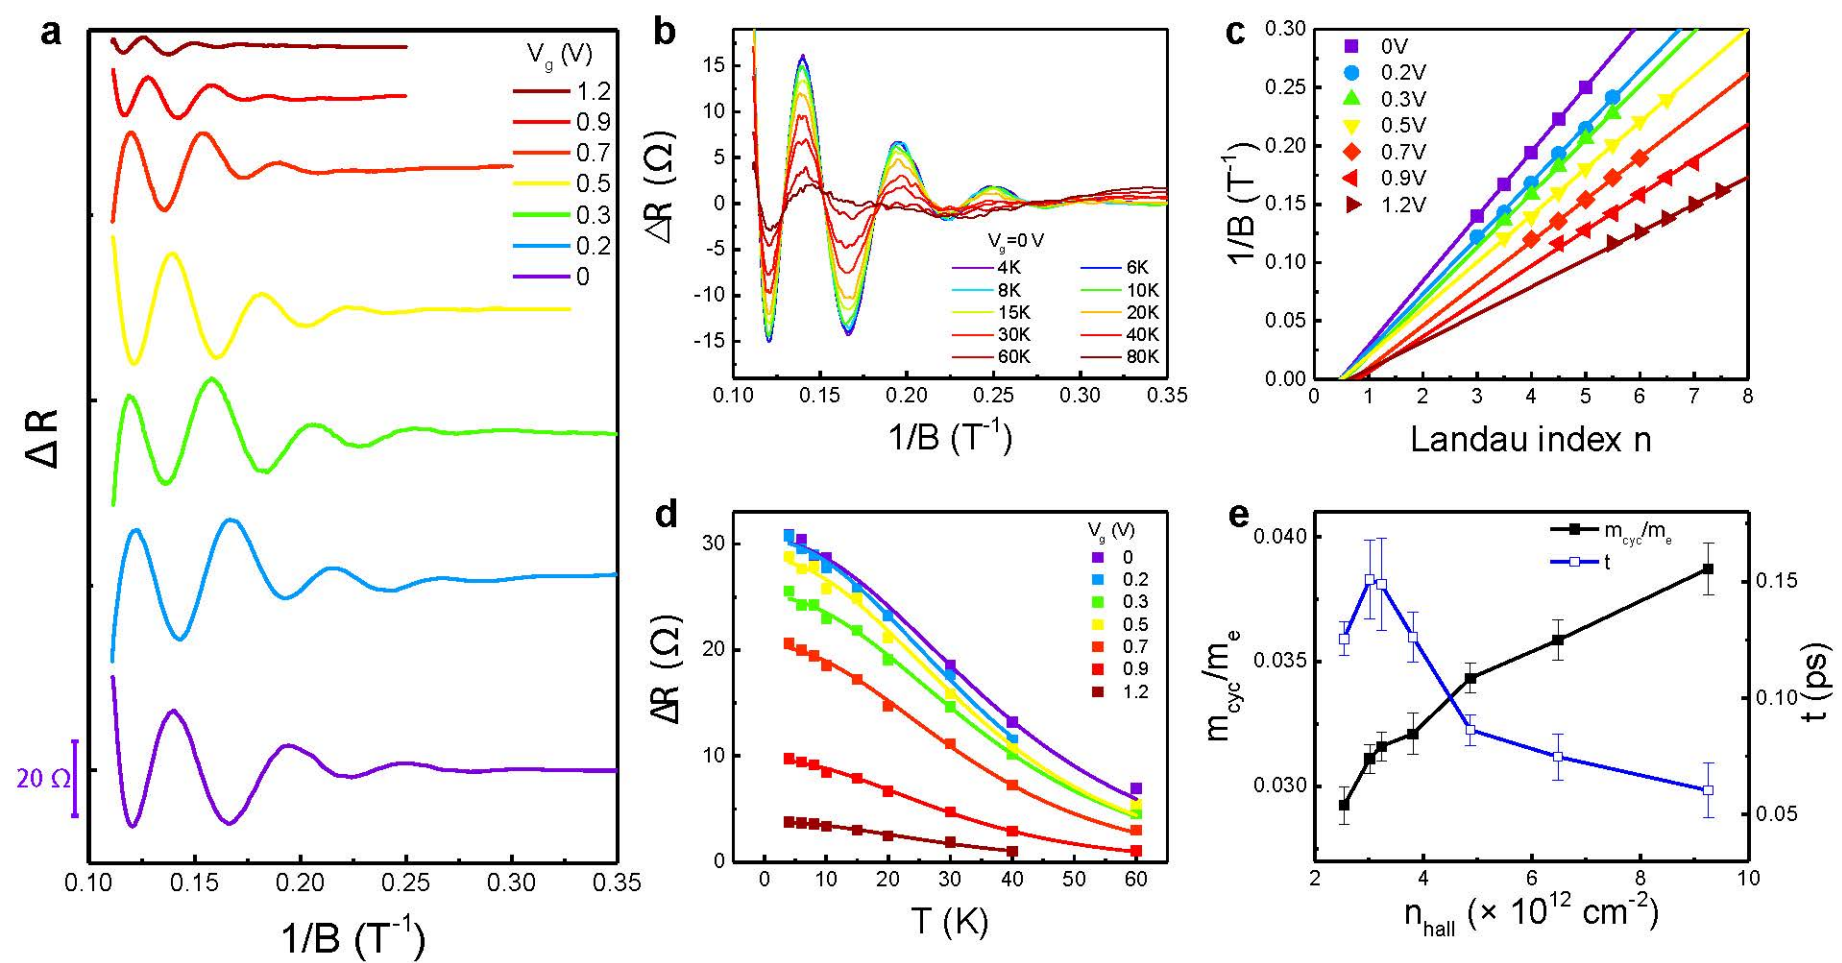 a
V_g (V)
1.2
0.9
0.7
0.5
0.3
0.2
0
20 Ω
Δ R
0.10 0.15 0.20 0.25 0.30 0.35
1/B (T⁻¹)
b
15
10
5
0
-5
-10
-15
ΔR (Ω)
V_g=0 V
4K 6K
8K 10K
15K 20K
30K 40K
60K 80K
0.10 0.15 0.20 0.25 0.30 0.35
1/B (T⁻¹)
c
0.30
0.25
0.20
0.15
0.10
0.05
0.00
1/B (T⁻¹)
0V
0.2V
0.3V
0.5V
0.7V
0.9V
1.2V
0 1 2 3 4 5 6 7 8
Landau index n
d
30
20
10
0
ΔR (Ω)
V_g (V)
0
0.2
0.3
0.5
0.7
0.9
1.2
0 10 20 30 40 50 60
T (K)
e
0.040
0.035
0.030
m_cyc/m_e
m_cyc/m_e
t
0.15
0.10
0.05
t (ps)
2 4 6 8 10
n_hall (× 10¹² cm⁻²)